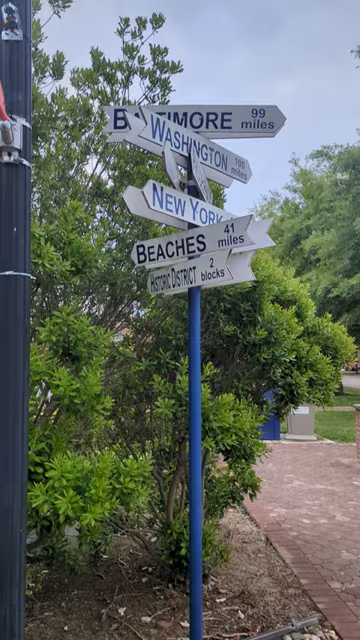 BALTIMORE 99 miles
WASHINGTON 100 miles
NEW YORK
BEACHES 41 miles
HISTORIC DISTRICT 2 blocks